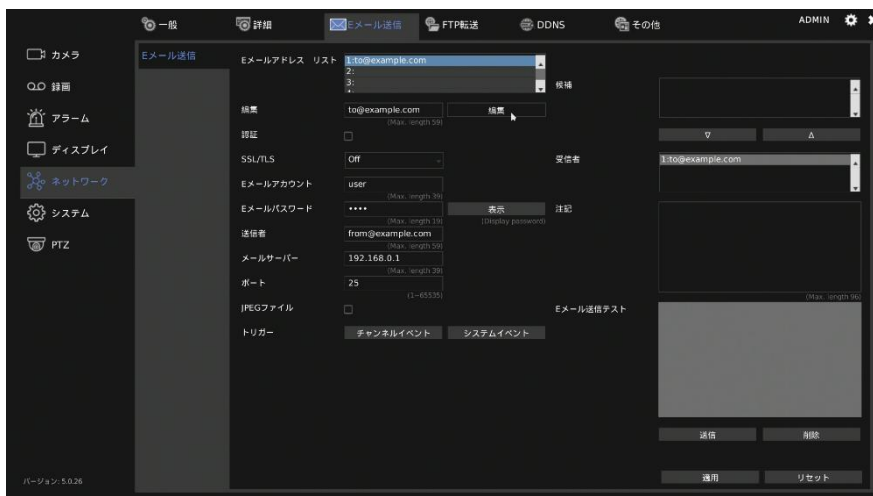 一般
詳細
Eメール送信
FTP転送
DDNS
その他
ADMIN
カメラ
録画
アラーム
ディスプレイ
ネットワーク
システム
PTZ
バージョン: 5.0.26
Eメール送信
Eメールアドレス リスト
1:to@example.com
2:
3:
編集
to@example.com
編集
(Max. length 59)
認証
SSL/TLS
Off
Eメールアカウント
user
(Max. length 39)
Eメールパスワード
••••
表示
(Max. length 19)
(Display password)
送信者
from@example.com
(Max. length 59)
メールサーバー
192.168.0.1
(Max. length 39)
ポート
25
(1~65535)
JPEGファイル
トリガー
チャンネルイベント
システムイベント
候補
▽
△
受信者
1:to@example.com
注記
(Max. length 96)
Eメール送信テスト
送信
削除
適用
リセット